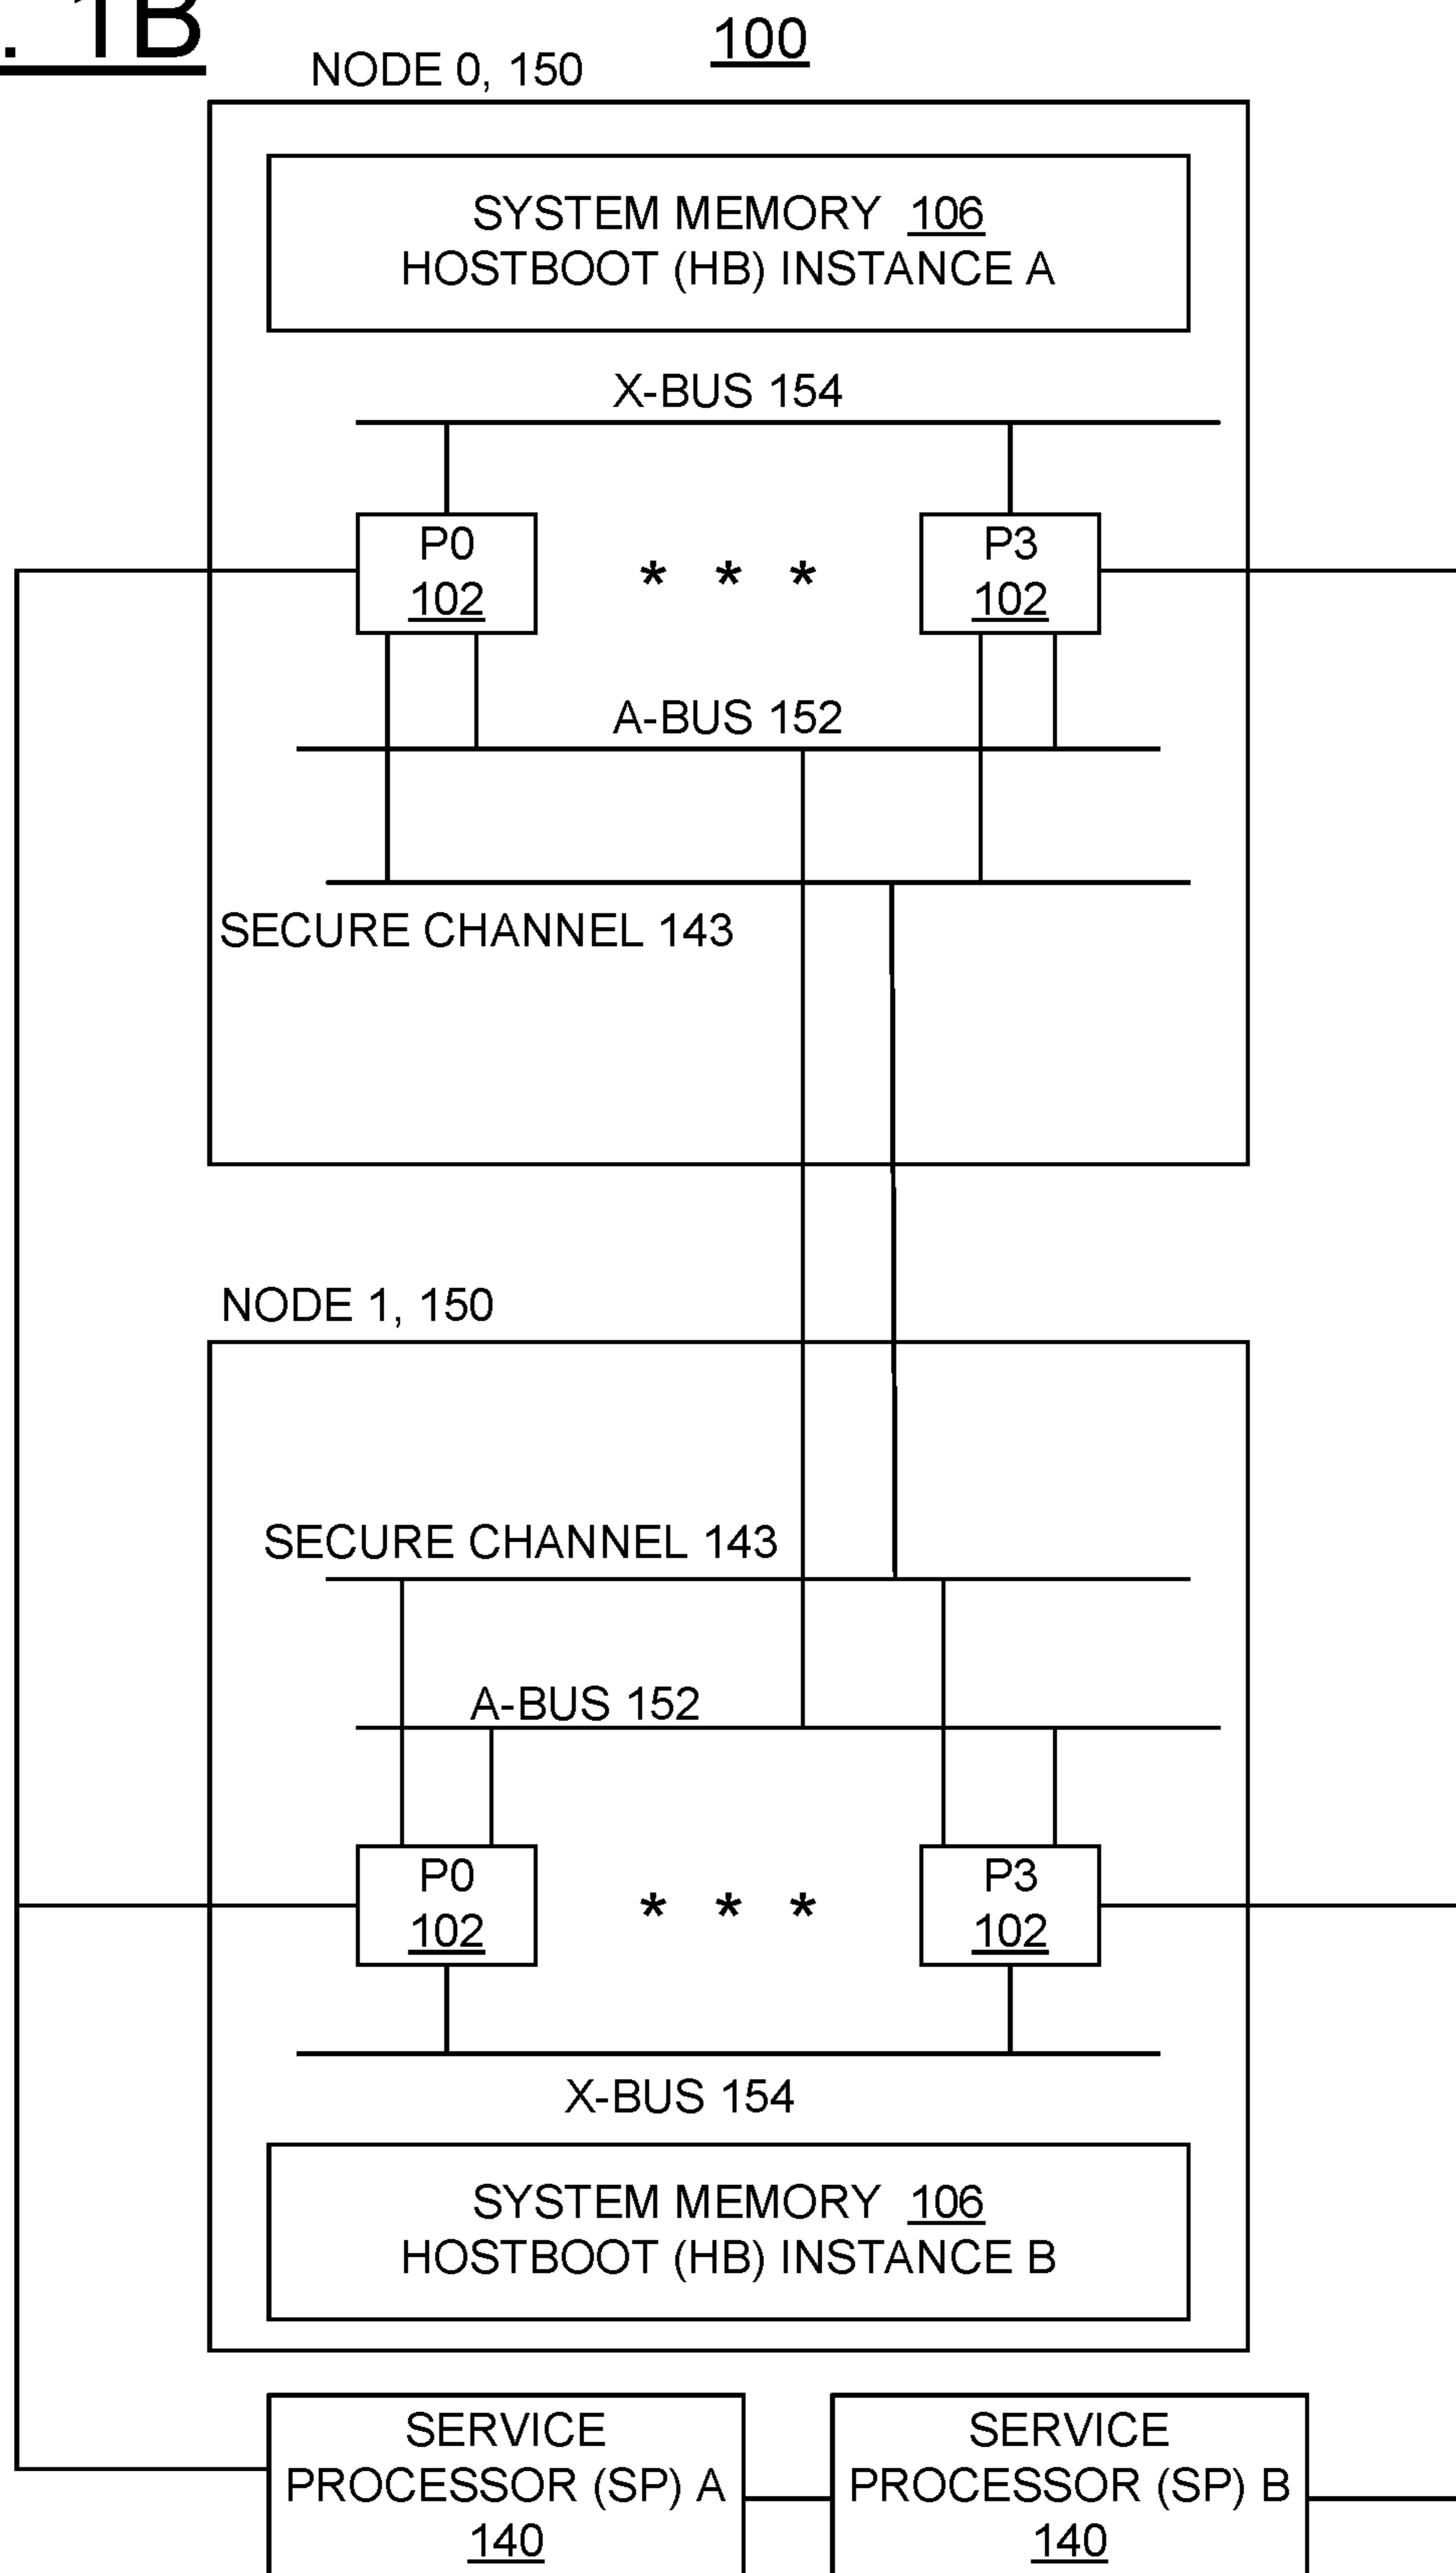 . 1B
100
NODE 0, 150
SYSTEM MEMORY 106
HOSTBOOT (HB) INSTANCE A
X-BUS 154
P0
102
* * *
P3
102
A-BUS 152
SECURE CHANNEL 143
NODE 1, 150
SECURE CHANNEL 143
A-BUS 152
P0
102
* * *
P3
102
X-BUS 154
SYSTEM MEMORY 106
HOSTBOOT (HB) INSTANCE B
SERVICE
PROCESSOR (SP) A
140
SERVICE
PROCESSOR (SP) B
140